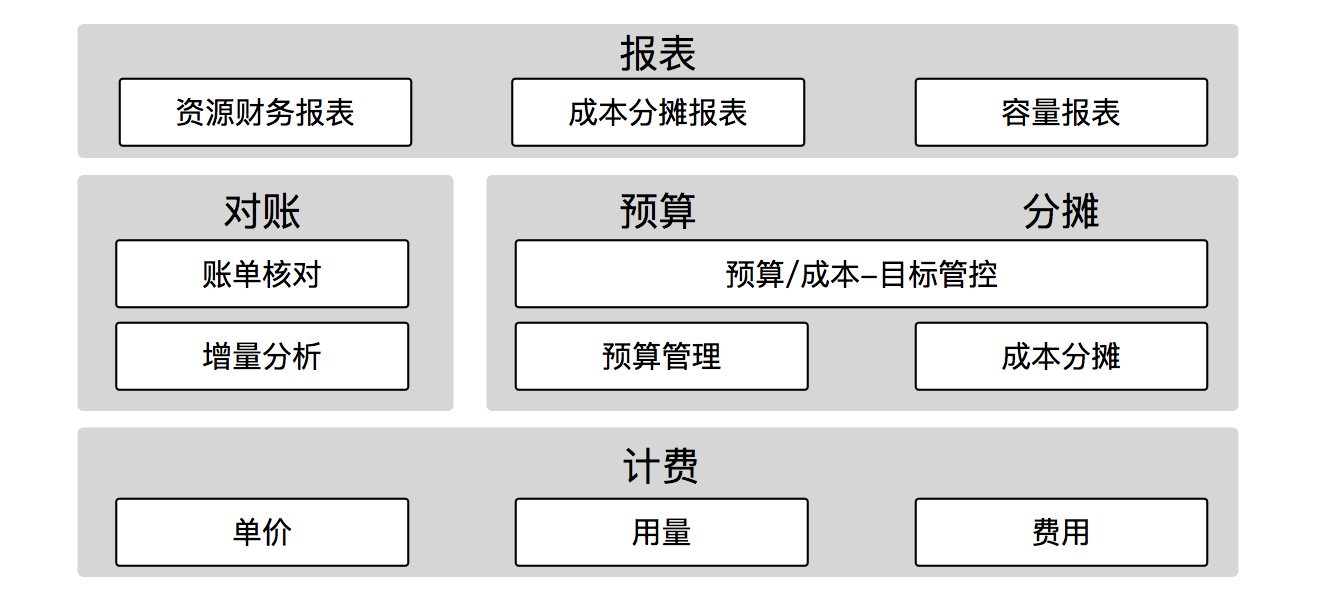 报表
资源财务报表
成本分摊报表
容量报表
对账
账单核对
增量分析
预算
分摊
预算/成本–目标管控
预算管理
成本分摊
计费
单价
用量
费用